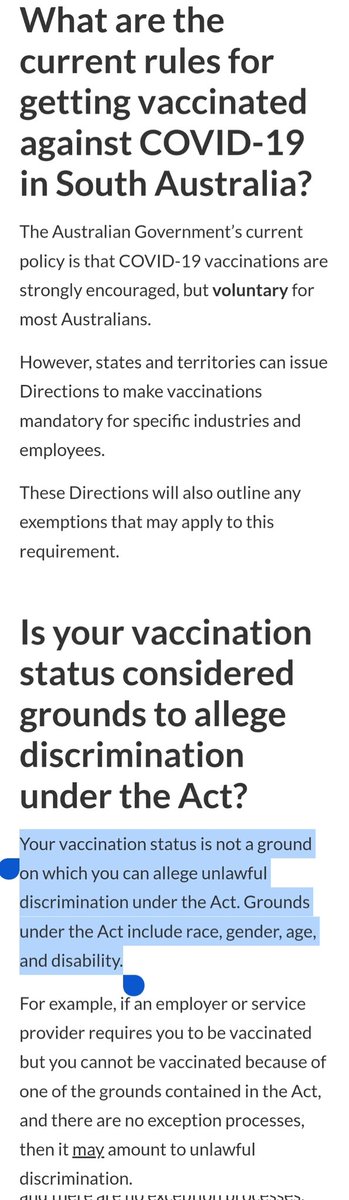 What are the
current rules for
getting vaccinated
against COVID-19
in South Australia?
The Australian Government’s current
policy is that COVID-19 vaccinations are
strongly encouraged, but voluntary for
most Australians.
However, states and territories can issue
Directions to make vaccinations
mandatory for specific industries and
employees.
These Directions will also outline any
exemptions that may apply to this
requirement.
Is your vaccination
status considered
grounds to allege
discrimination
under the Act?
Your vaccination status is not a ground
on which you can allege unlawful
discrimination under the Act. Grounds
under the Act include race, gender, age,
and disability.
For example, if an employer or service
provider requires you to be vaccinated
but you cannot be vaccinated because of
one of the grounds contained in the Act,
and there are no exception processes,
then it may amount to unlawful
discrimination.
and there are no exception processes,